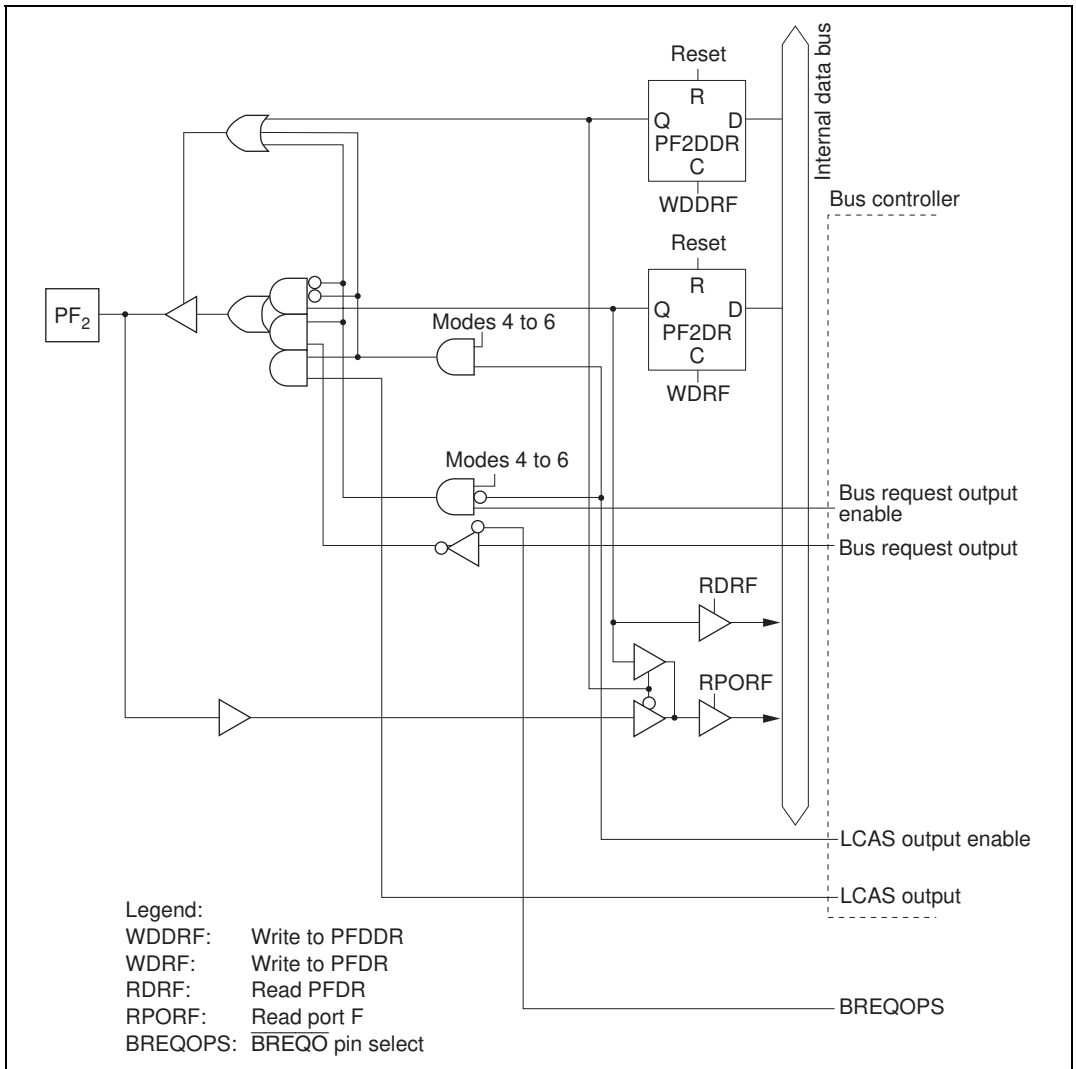 Internal data bus
Reset
R
Q D
PF2DDR
C
WDDRF
Bus controller
Reset
R
Q D
PF2DR
C
WDRF
PF2
Modes 4 to 6
Modes 4 to 6
Bus request output
enable
Bus request output
RDRF
RPORF
LCAS output enable
LCAS output
BREQOPS
Legend:
WDDRF: Write to PFDDR
WDRF: Write to PFDR
RDRF: Read PFDR
RPORF: Read port F
BREQOPS: BREQO pin select